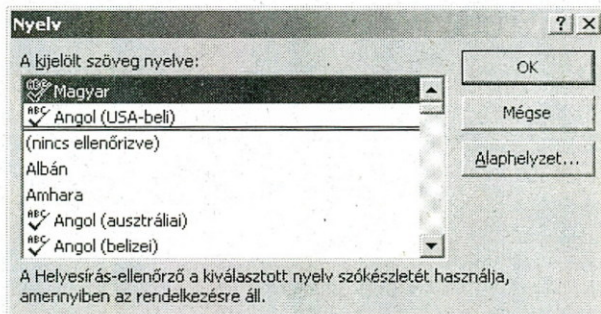 Nyelv
A kijelölt szöveg nyelve:
Magyar
Angol (USA-beli)
(nincs ellenőrizve)
Albán
Amhara
Angol (ausztráliai)
Angol (belizei)
OK
Mégse
Alaphelyzet...
A Helyesírás-ellenőrző a kiválasztott nyelv szókészletét használja,
amennyiben az rendelkezésre áll.